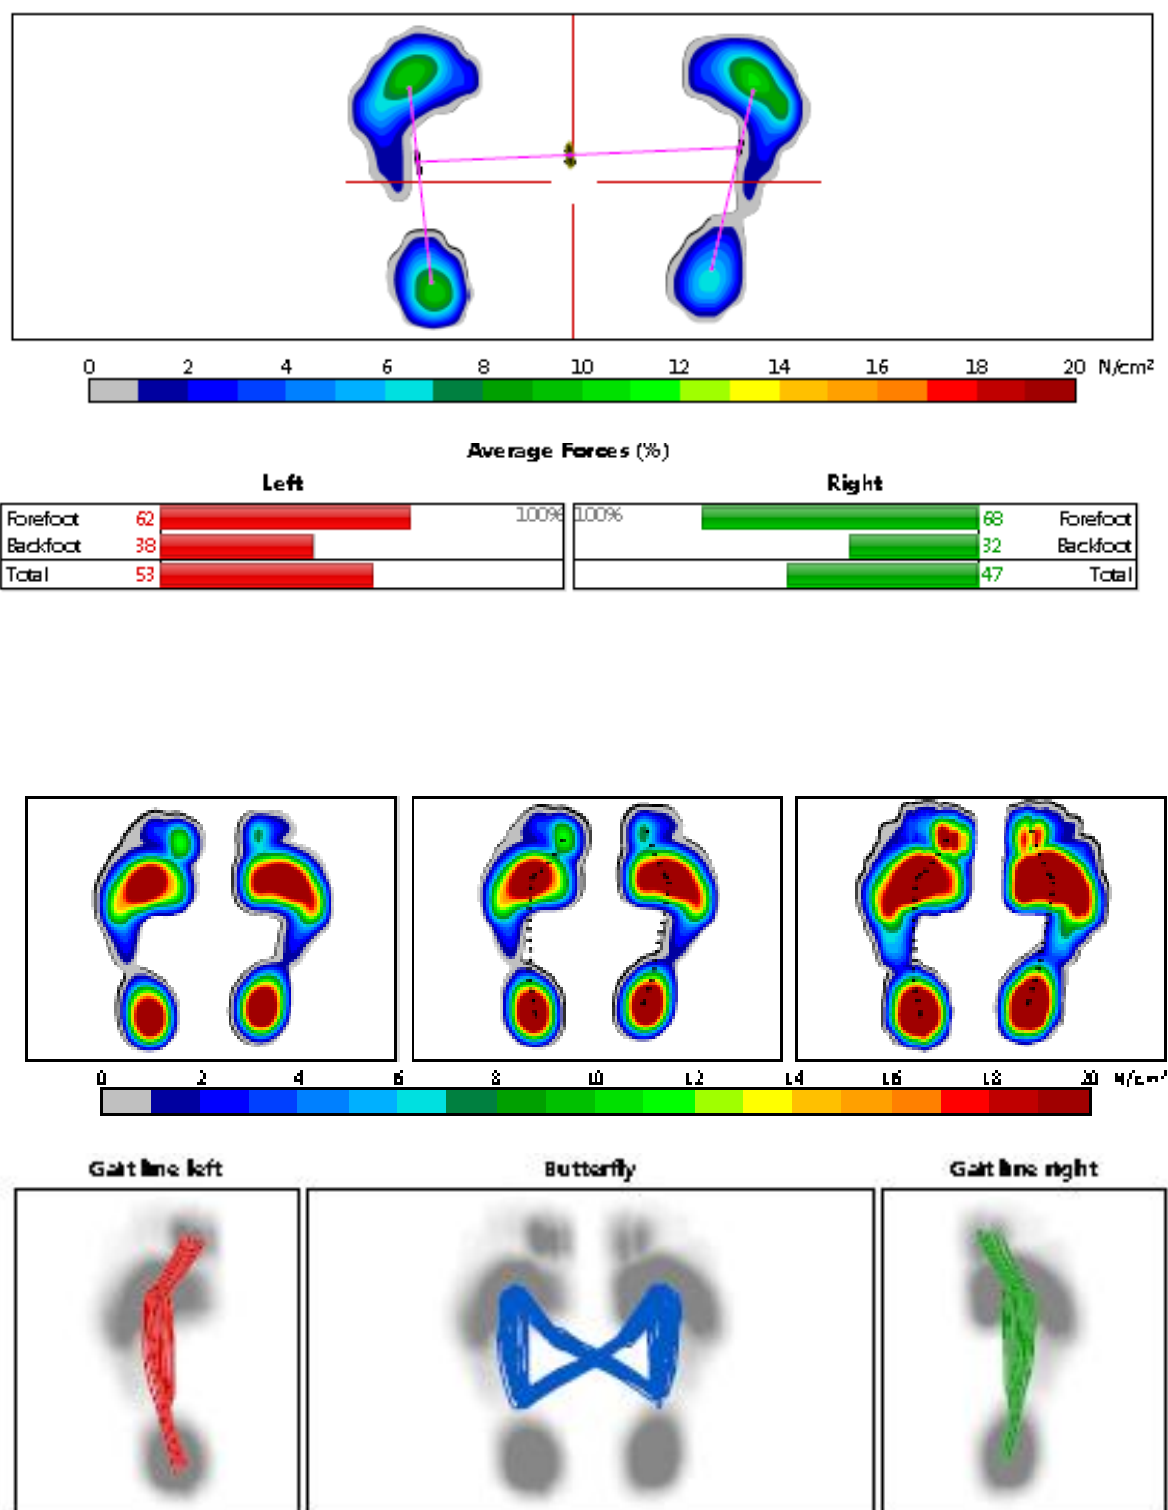 0 2 4 6 8 10 12 14 16 18 20 N/cm²
Average Forces (%)
Left Right
Forefoot 62 100% 100% 68 Forefoot
Backfoot 38 32 Backfoot
Total 53 47 Total
0 2 4 6 8 10 12 14 16 18 20 N/cm²
Gait line left Butterfly Gait line right